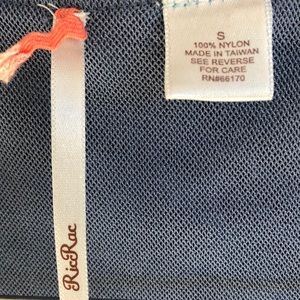 S
100% NYLON
MADE IN TAIWAN
SEE REVERSE
FOR CARE
RN#66170
RicRac